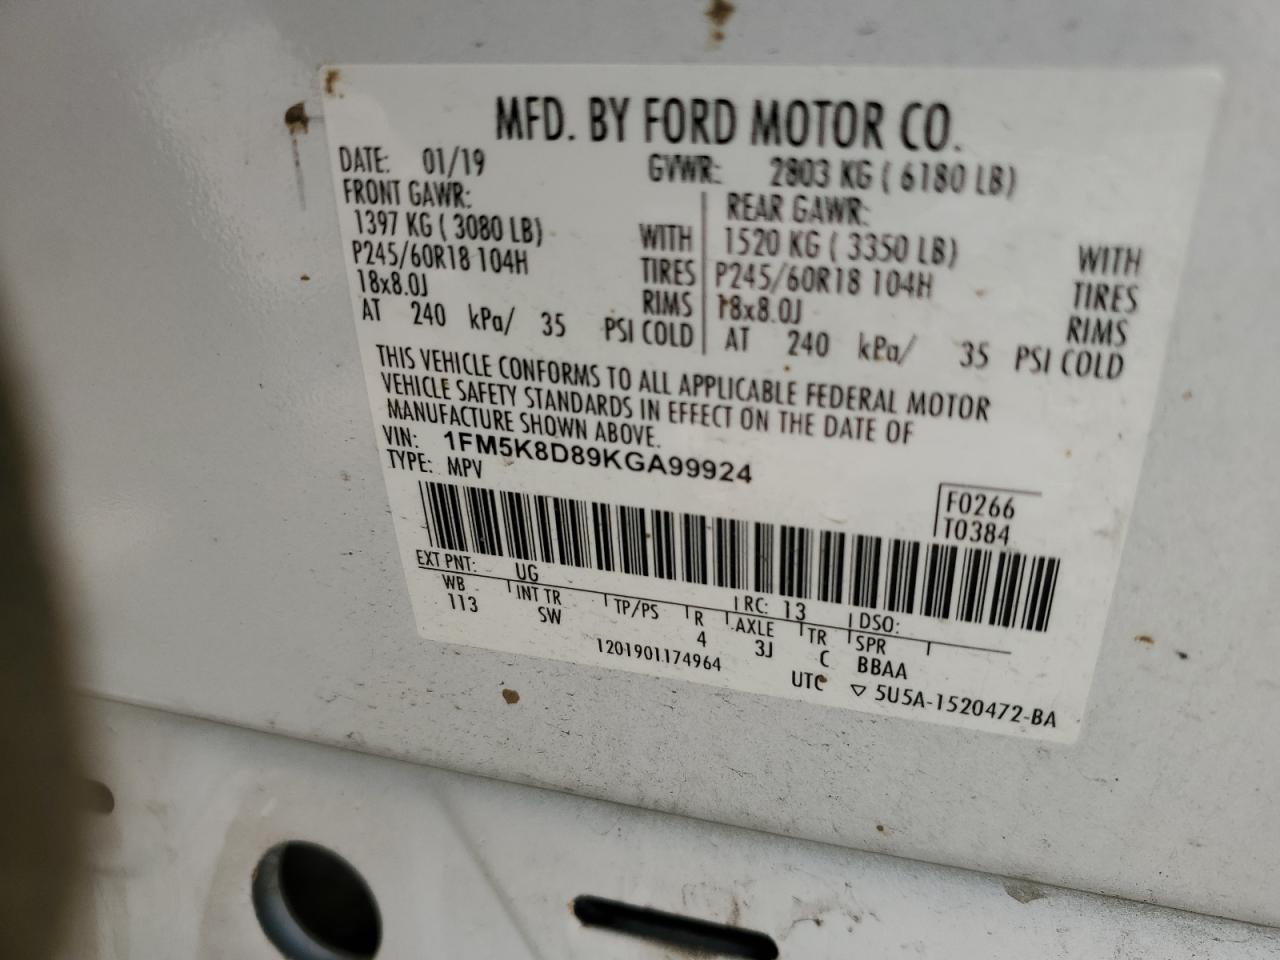 MFD. BY FORD MOTOR CO.
DATE: 01/19 GVWR: 2803 KG ( 6180 LB)
FRONT GAWR: REAR GAWR:
1397 KG ( 3080 LB) WITH 1520 KG ( 3350 LB) WITH
P245/60R18 104H TIRES P245/60R18 104H TIRES
18x8.0J RIMS 18x8.0J RIMS
AT 240 kPa/ 35 PSI COLD AT 240 kPa/ 35 PSI COLD
THIS VEHICLE CONFORMS TO ALL APPLICABLE FEDERAL MOTOR
VEHICLE SAFETY STANDARDS IN EFFECT ON THE DATE OF
MANUFACTURE SHOWN ABOVE.
VIN: 1FM5K8D89KGA99924
TYPE: MPV
F0266
T0384
EXT PNT: UG RC: 13 DSO:
WB INT TR TP/PS R AXLE TR SPR
113 SW 4 3J C BBAA
1201901174964
UTC ▽ 5U5A-1520472-BA